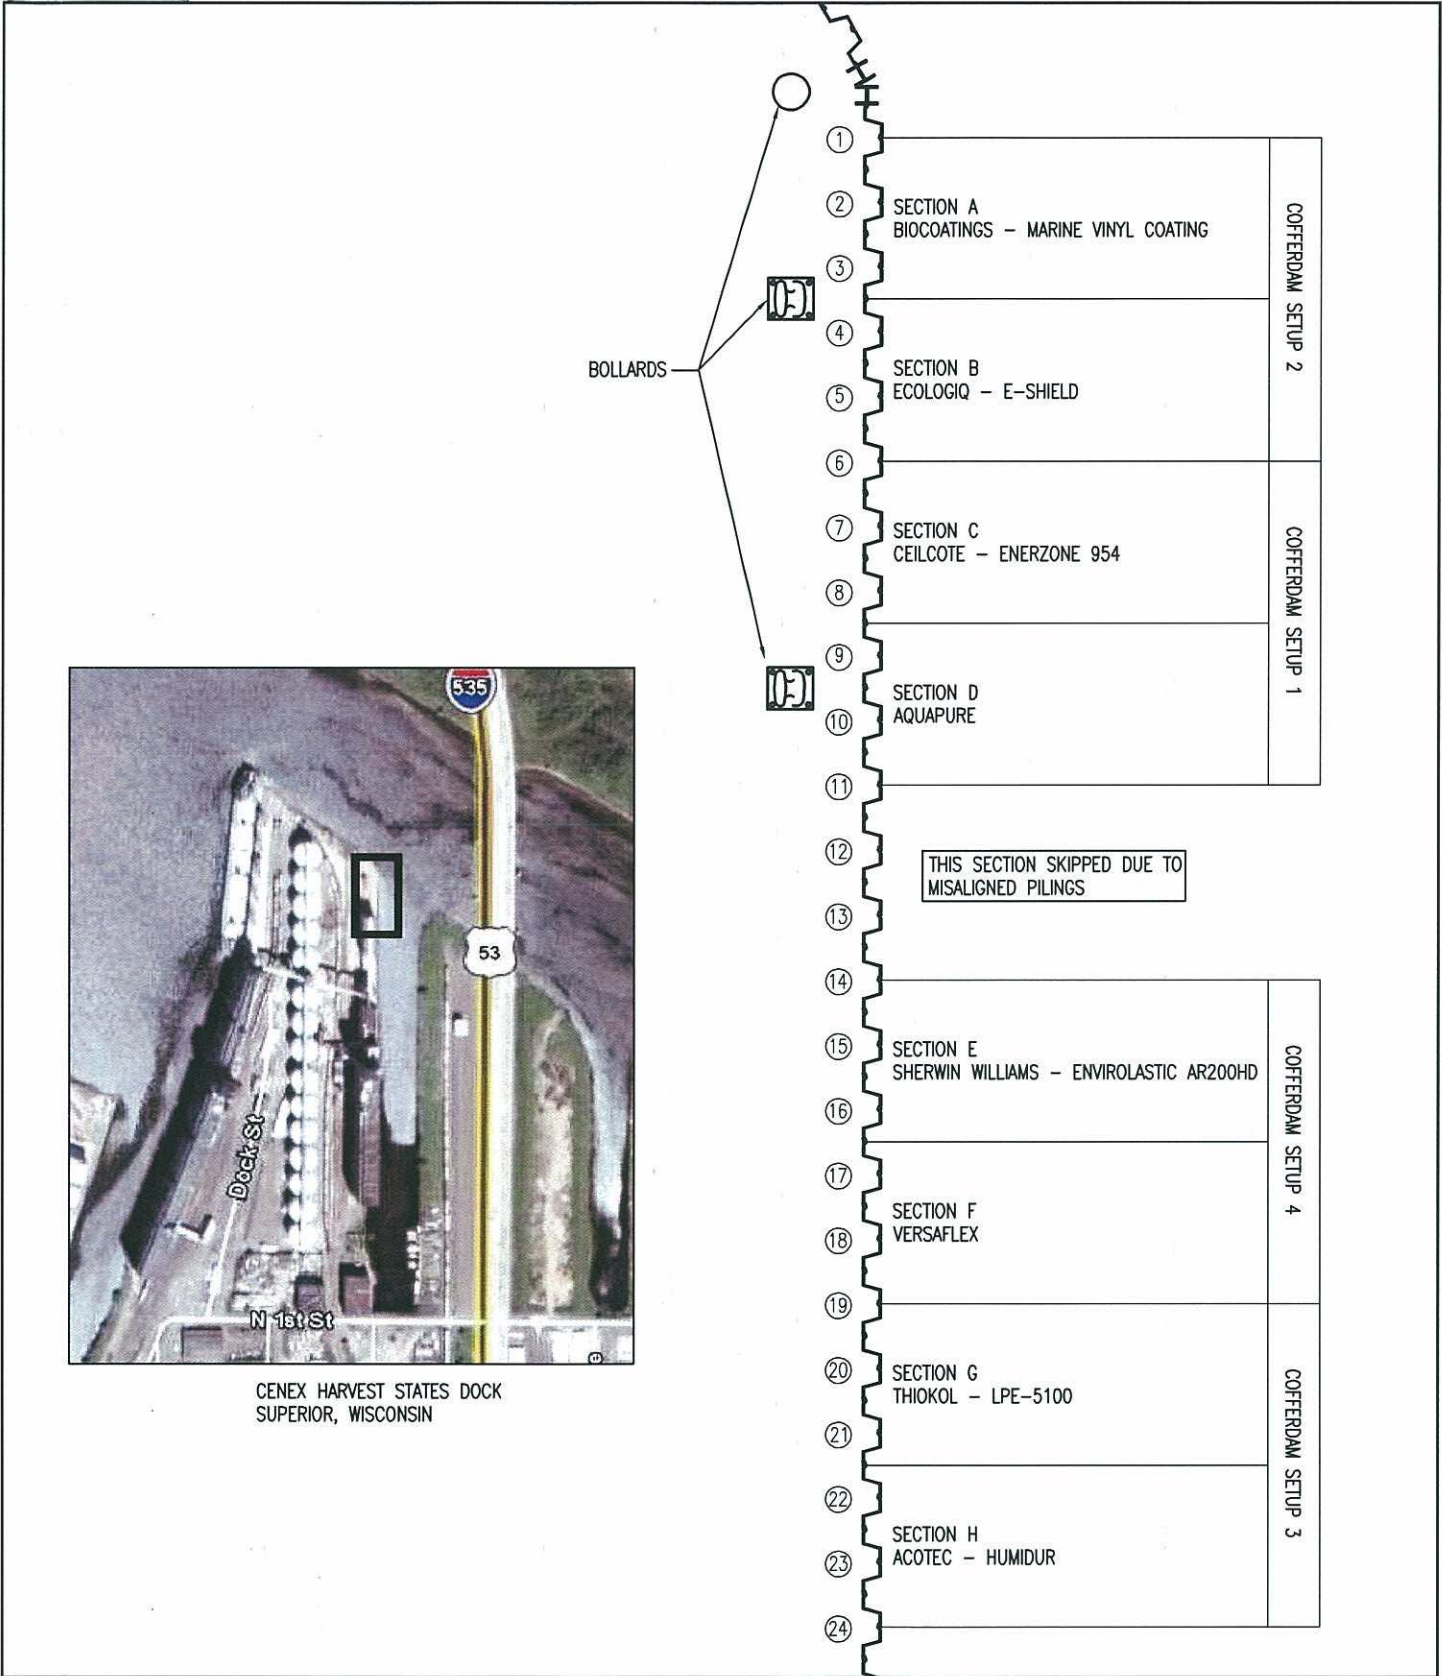 1
2
SECTION A
BIOCOATINGS – MARINE VINYL COATING
3
COFFERDAM SETUP 2
4
BOLLARDS
SECTION B
ECOLOGIQ – E–SHIELD
5
6
7
SECTION C
CEILCOTE – ENERZONE 954
8
COFFERDAM SETUP 1
9
SECTION D
AQUAPURE
10
11
12
THIS SECTION SKIPPED DUE TO
MISALIGNED PILINGS
13
14
15
SECTION E
SHERWIN WILLIAMS – ENVIROLASTIC AR200HD
16
COFFERDAM SETUP 4
17
SECTION F
VERSAFLEX
18
19
20
SECTION G
THIOKOL – LPE–5100
21
COFFERDAM SETUP 3
22
SECTION H
ACOTEC – HUMIDUR
23
24
535
53
Dock St
N 1st St
CENEX HARVEST STATES DOCK
SUPERIOR, WISCONSIN